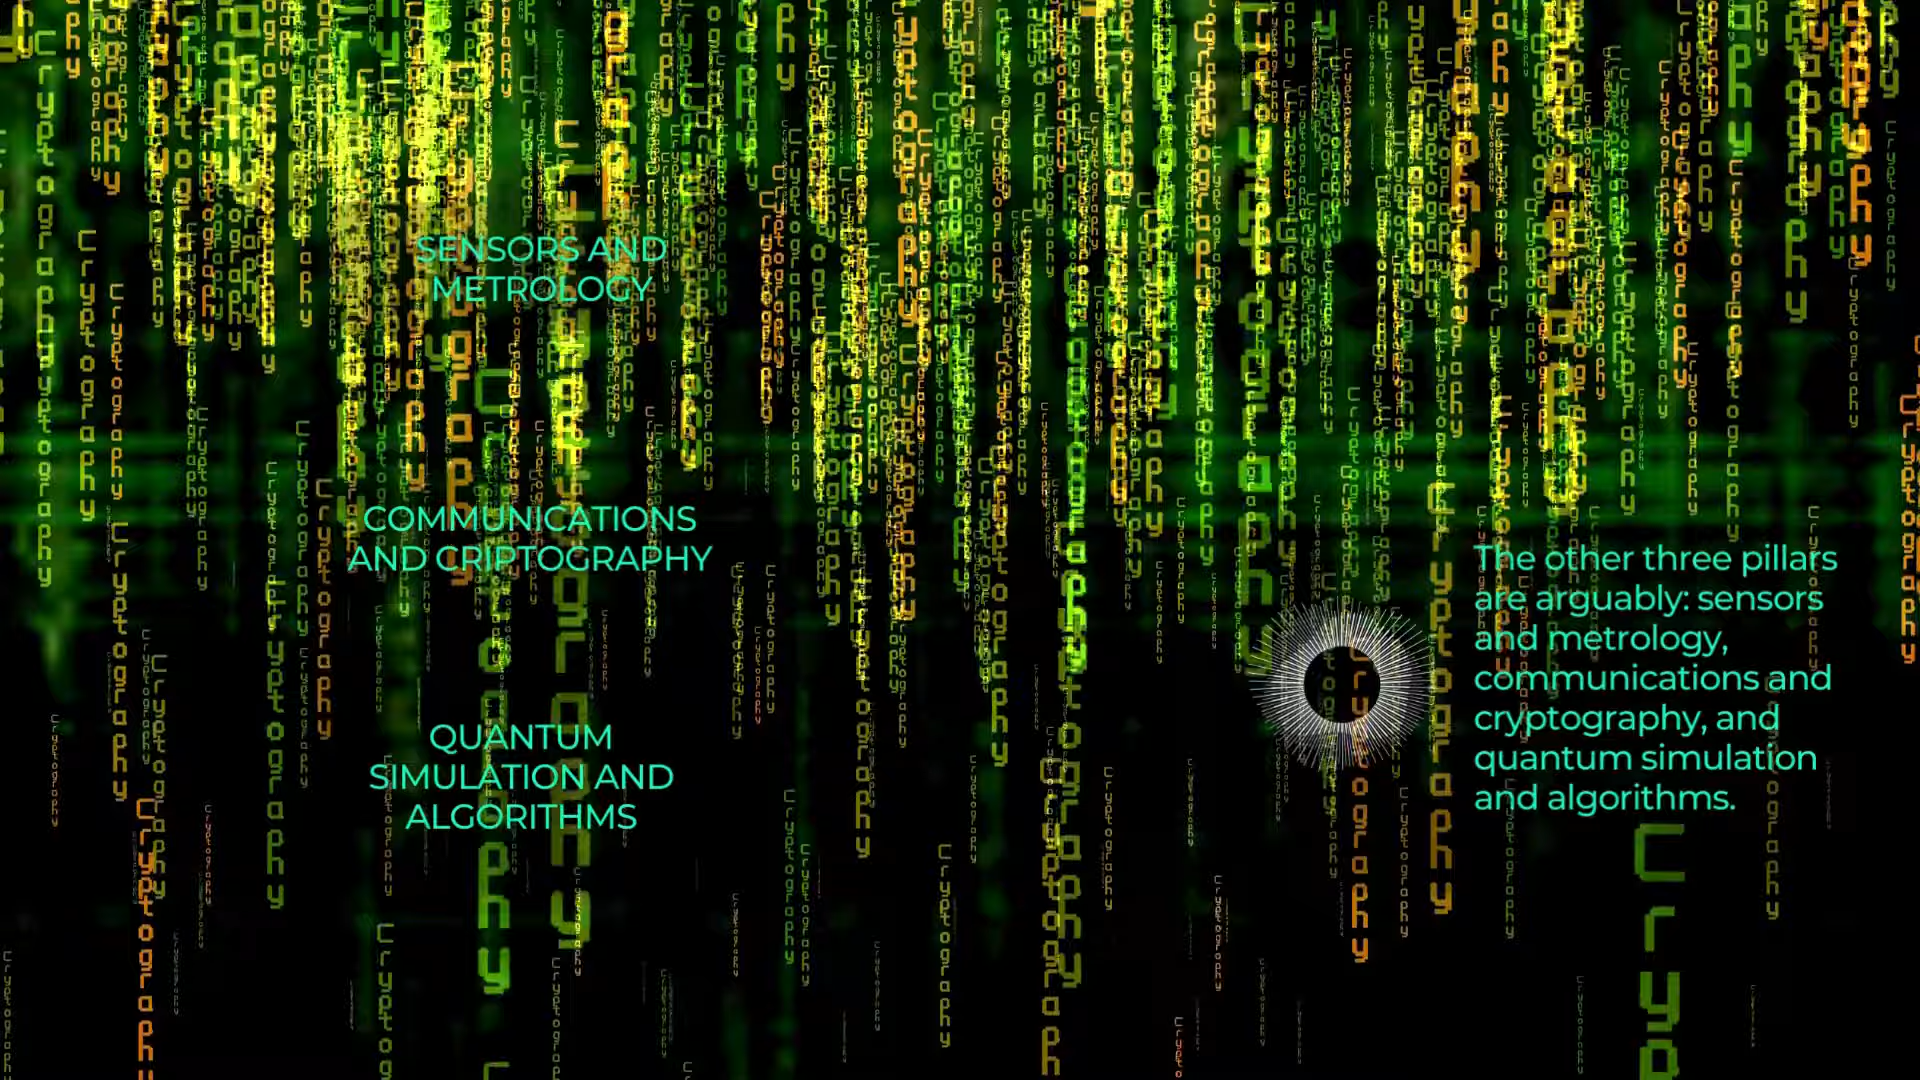 SENSORS AND
METROLOGY
COMMUNICATIONS
AND CRIPTOGRAPHY
QUANTUM
SIMULATION AND
ALGORITHMS
The other three pillars
are arguably: sensors
and metrology,
communications and
cryptography, and
quantum simulation
and algorithms.
Cryptography